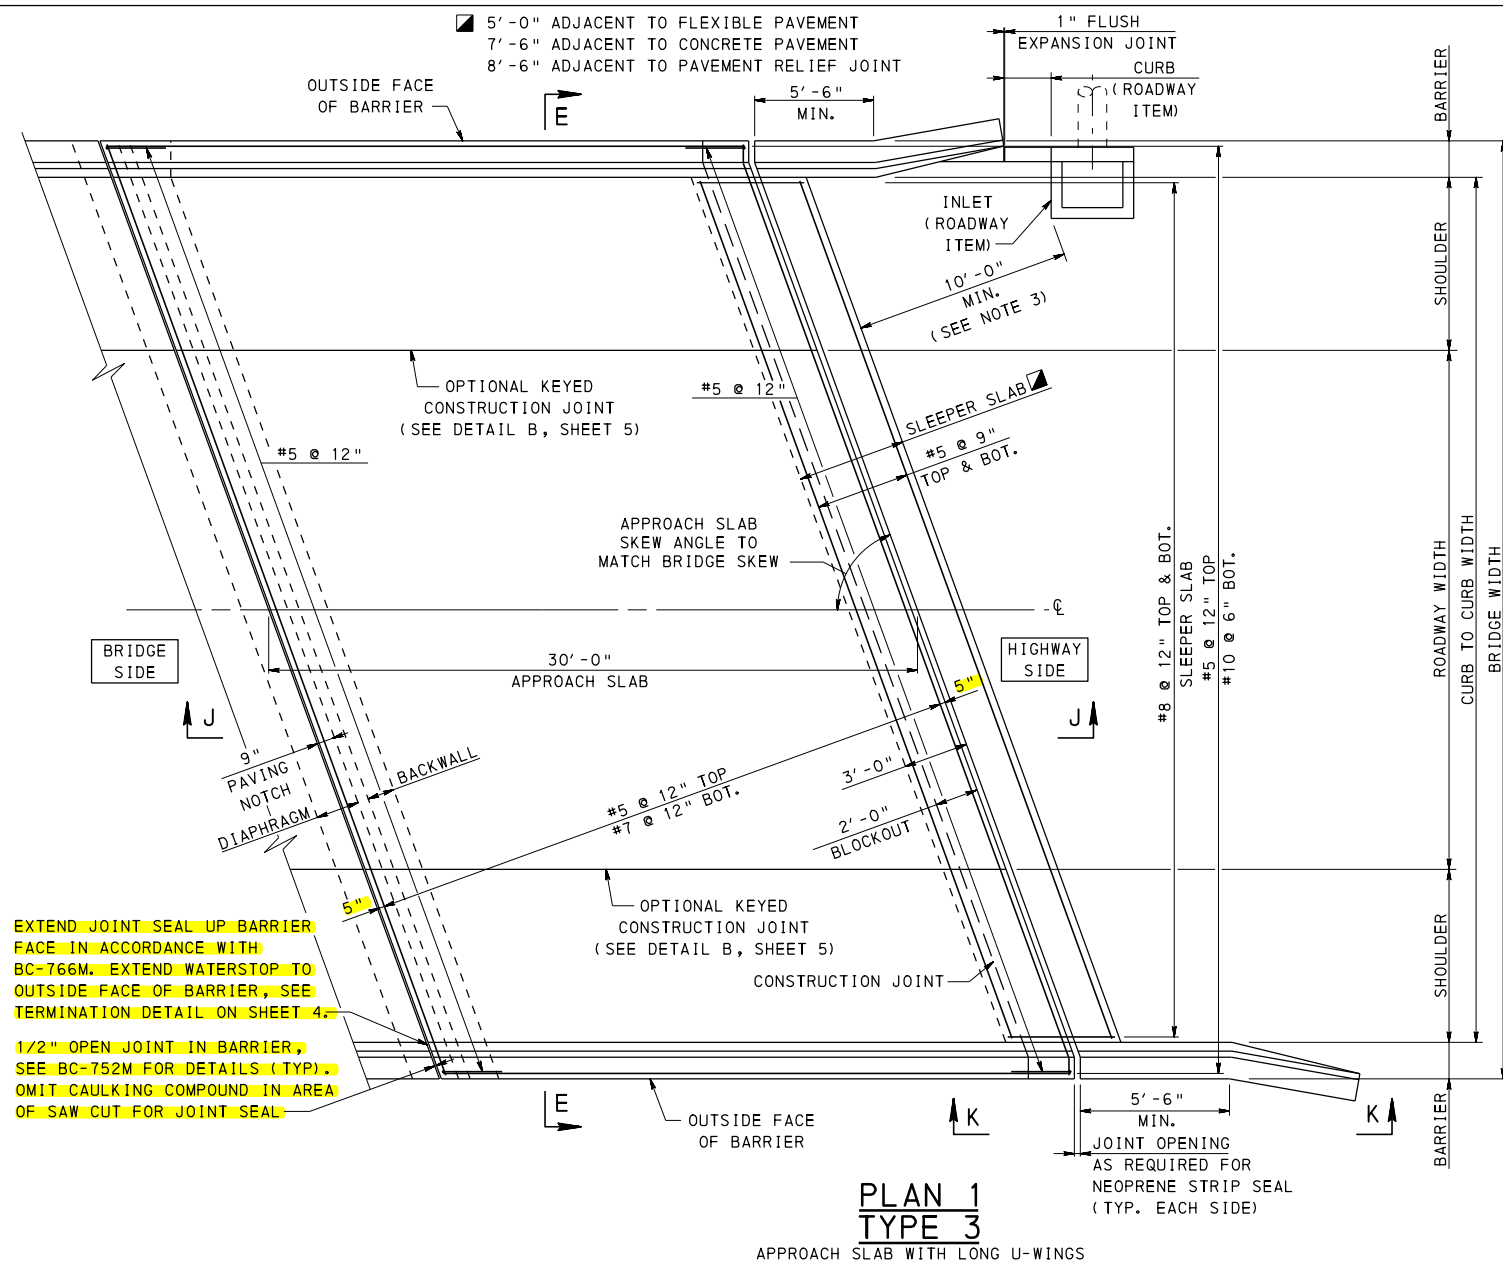 5'-0" ADJACENT TO FLEXIBLE PAVEMENT
7'-6" ADJACENT TO CONCRETE PAVEMENT
8'-6" ADJACENT TO PAVEMENT RELIEF JOINT
1" FLUSH
EXPANSION JOINT
CURB
(ROADWAY
ITEM)
BARRIER
OUTSIDE FACE
OF BARRIER
E
5'-6"
MIN.
INLET
(ROADWAY
ITEM)
SHOULDER
10'-0"
MIN.
(SEE NOTE 3)
OPTIONAL KEYED
CONSTRUCTION JOINT
(SEE DETAIL B, SHEET 5)
#5 @ 12"
SLEEPER SLAB
#5 @ 9"
TOP & BOT.
#5 @ 12"
APPROACH SLAB
SKEW ANGLE TO
MATCH BRIDGE SKEW
℄
#8 @ 12" TOP & BOT.
SLEEPER SLAB
#5 @ 12" TOP
#10 @ 6" BOT.
ROADWAY WIDTH
CURB TO CURB WIDTH
BRIDGE WIDTH
BRIDGE
SIDE
30'-0"
APPROACH SLAB
HIGHWAY
SIDE
5"
J
J
9"
PAVING
NOTCH
BACKWALL
DIAPHRAGM
#5 @ 12" TOP
#7 @ 12" BOT.
3'-0"
2'-0"
BLOCKOUT
5"
OPTIONAL KEYED
CONSTRUCTION JOINT
(SEE DETAIL B, SHEET 5)
CONSTRUCTION JOINT
SHOULDER
EXTEND JOINT SEAL UP BARRIER
FACE IN ACCORDANCE WITH
BC-766M. EXTEND WATERSTOP TO
OUTSIDE FACE OF BARRIER, SEE
TERMINATION DETAIL ON SHEET 4.
1/2" OPEN JOINT IN BARRIER,
SEE BC-752M FOR DETAILS (TYP).
OMIT CAULKING COMPOUND IN AREA
OF SAW CUT FOR JOINT SEAL
E
OUTSIDE FACE
OF BARRIER
K
5'-6"
MIN.
K
BARRIER
JOINT OPENING
AS REQUIRED FOR
NEOPRENE STRIP SEAL
(TYP. EACH SIDE)
PLAN 1
TYPE 3
APPROACH SLAB WITH LONG U-WINGS